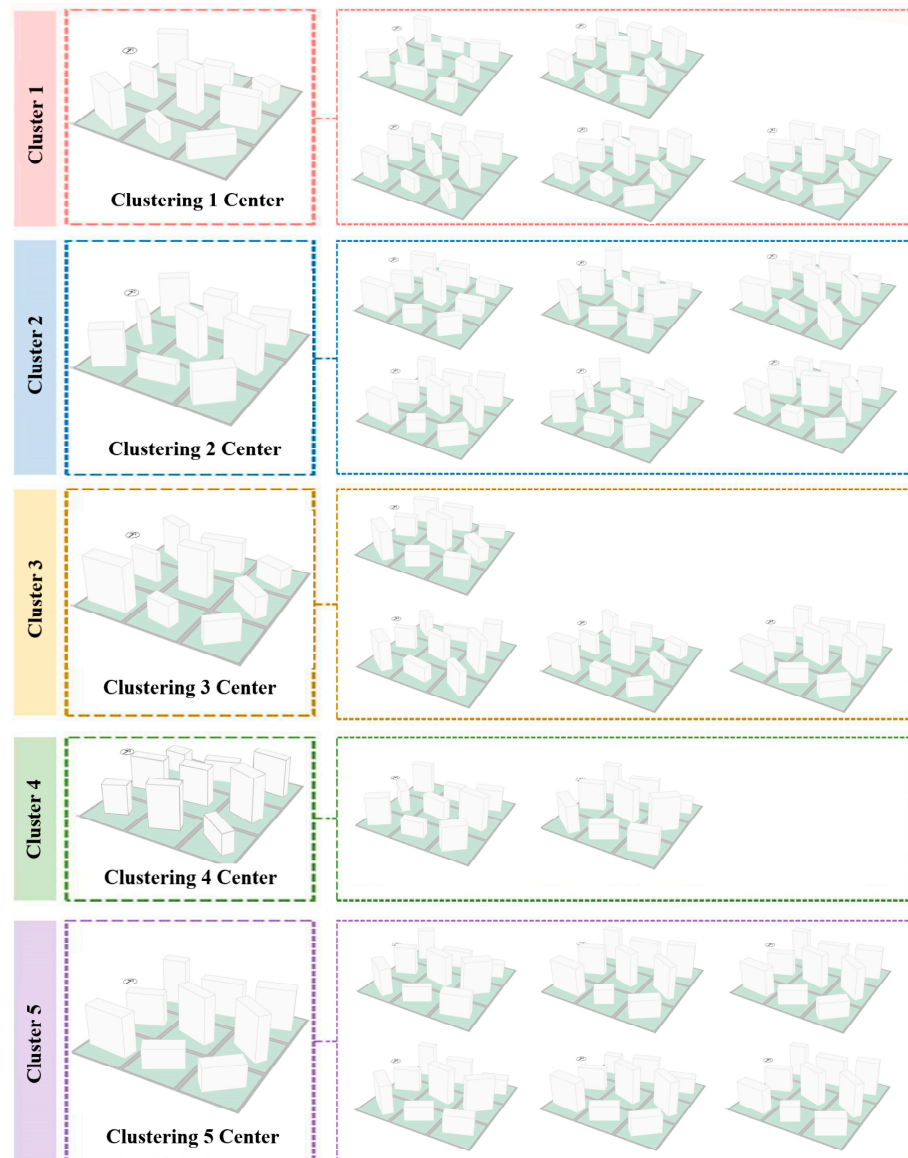 Cluster 1
Clustering 1 Center
Cluster 2
Clustering 2 Center
Cluster 3
Clustering 3 Center
Cluster 4
Clustering 4 Center
Cluster 5
Clustering 5 Center